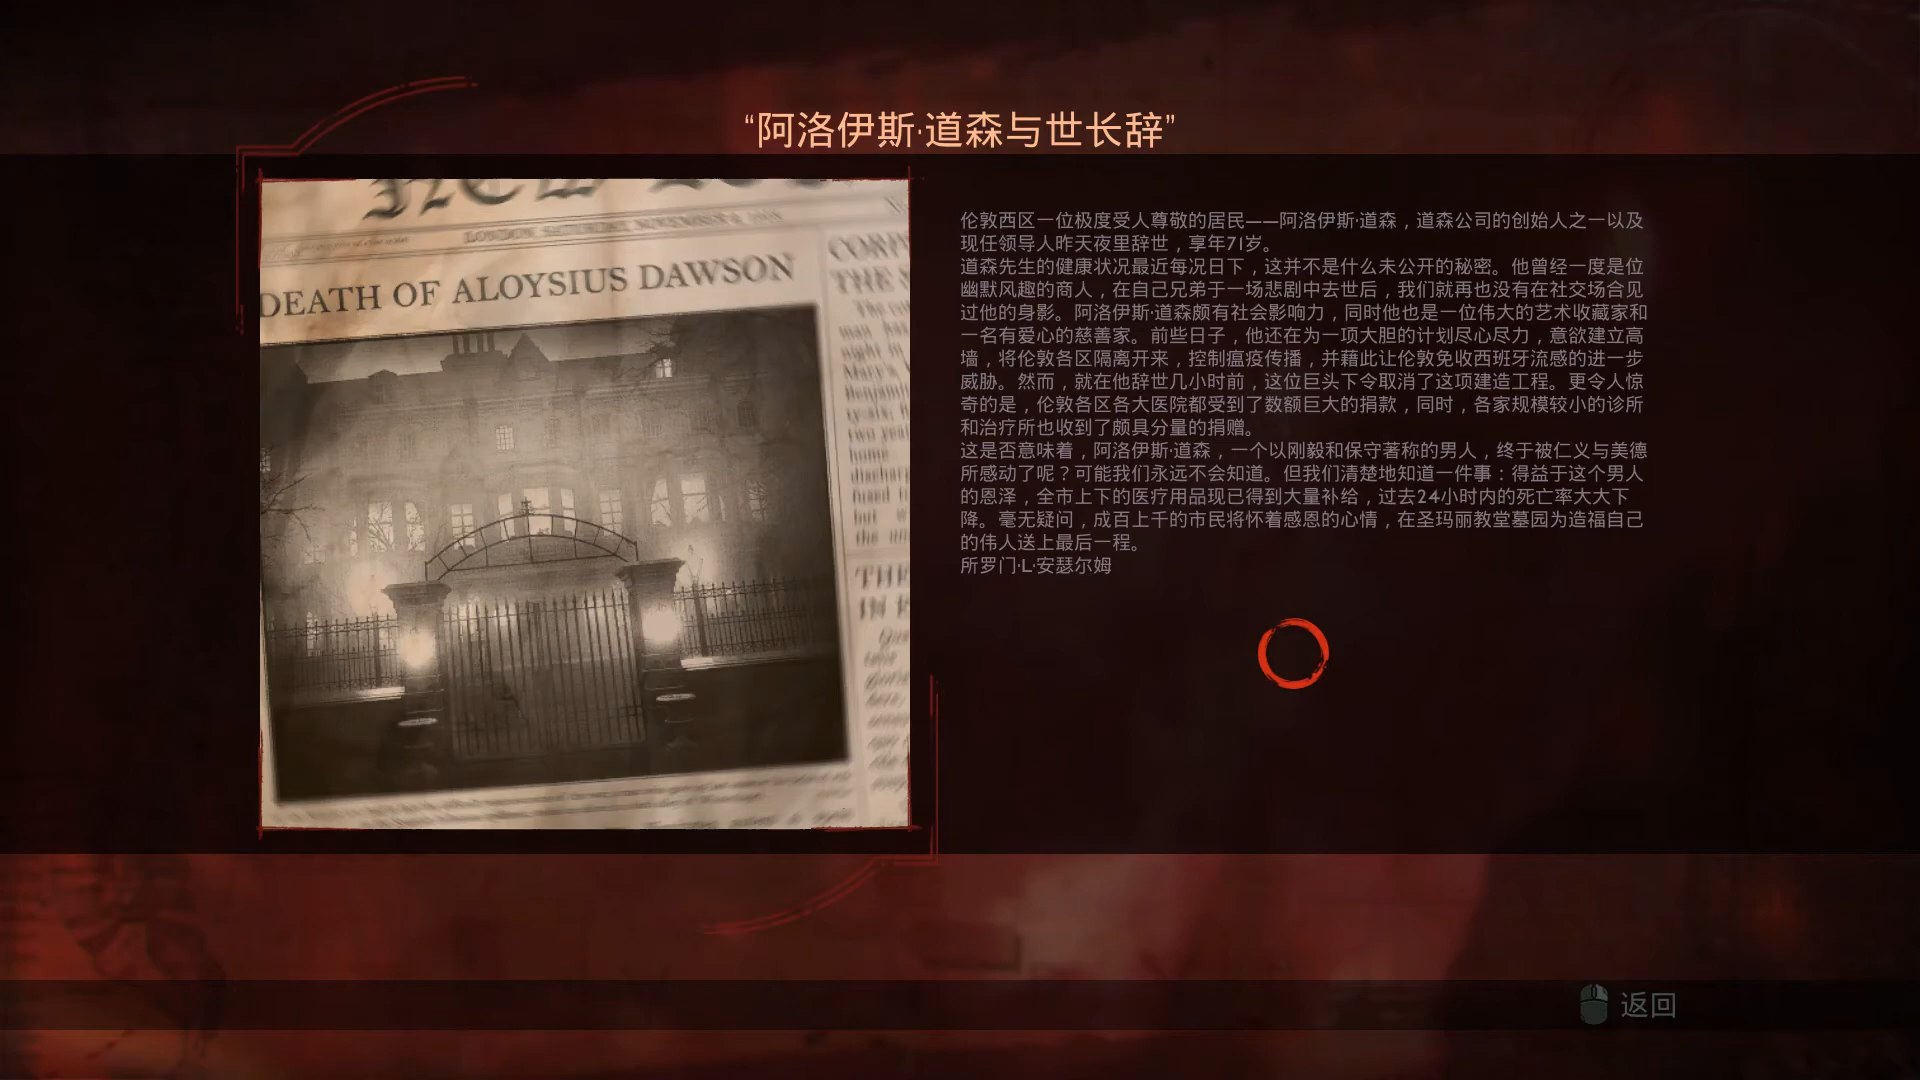 “阿洛伊斯·道森与世长辞”
LONDON, SATURDAY, NOVEMBER
DEATH OF ALOYSIUS DAWSON
伦敦西区一位极度受人尊敬的居民——阿洛伊斯·道森，道森公司的创始人之一以及
现任领导人昨天夜里辞世，享年71岁。
道森先生的健康状况最近每况日下，这并不是什么未公开的秘密。他曾经一度是位
幽默风趣的商人，在自己兄弟于一场悲剧中去世后，我们就再也没有在社交场合见
过他的身影。阿洛伊斯·道森颇有社会影响力，同时他也是一位伟大的艺术收藏家和
一名有爱心的慈善家。前些日子，他还在为一项大胆的计划尽心尽力，意欲建立高
墙，将伦敦各区隔离开来，控制瘟疫传播，并藉此让伦敦免收西班牙流感的进一步
威胁。然而，就在他辞世几小时前，这位巨头下令取消了这项建造工程。更令人惊
奇的是，伦敦各区各大医院都受到了数额巨大的捐款，同时，各家规模较小的诊所
和治疗所也收到了颇具分量的捐赠。
这是否意味着，阿洛伊斯·道森，一个以刚毅和保守著称的男人，终于被仁义与美德
所感动了呢？可能我们永远不会知道。但我们清楚地知道一件事：得益于这个男人
的恩泽，全市上下的医疗用品现已得到大量补给，过去24小时内的死亡率大大下
降。毫无疑问，成百上千的市民将怀着感恩的心情，在圣玛丽教堂墓园为造福自己
的伟人送上最后一程。
所罗门·L·安瑟尔姆
返回